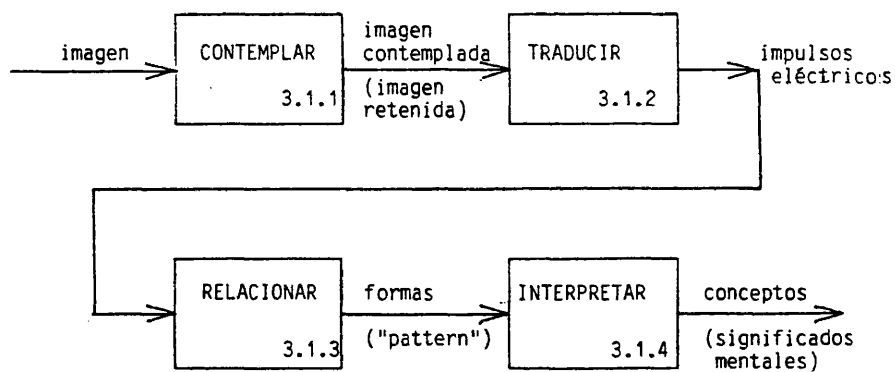 imagen
CONTEMPLAR
3.1.1
imagen
contemplada
(imagen
retenida)
TRADUCIR
3.1.2
impulsos
eléctricos
RELACIONAR
3.1.3
formas
("pattern")
INTERPRETAR
3.1.4
conceptos
(significados
mentales)